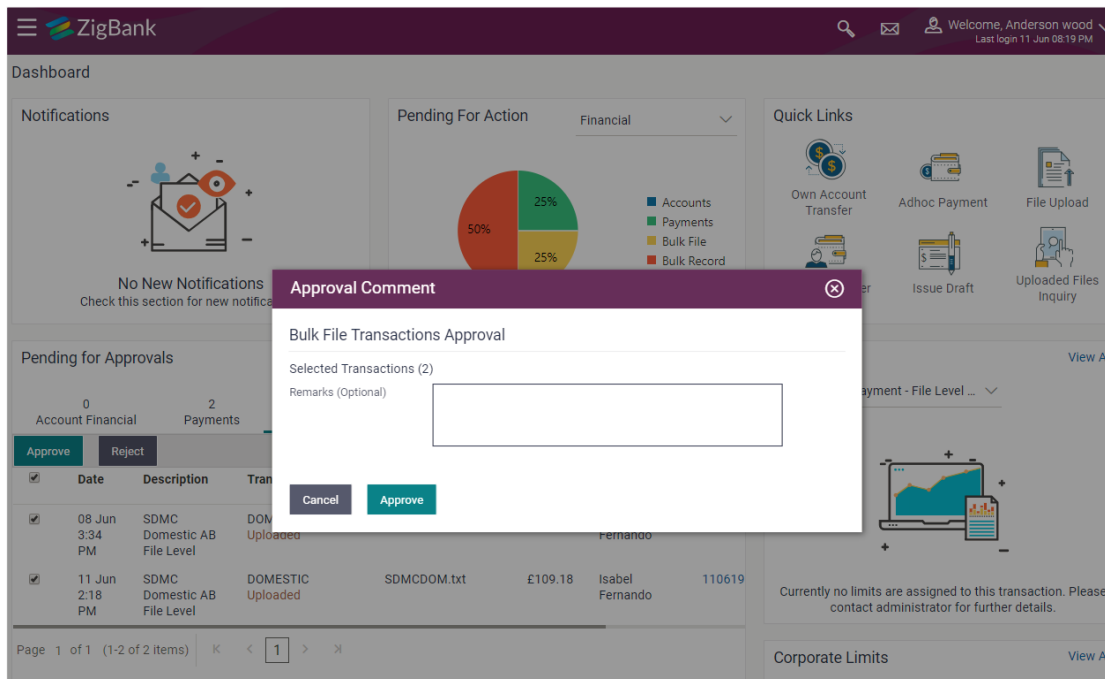 ZigBank
Welcome, Anderson wood
Last login 11 Jun 08:19 PM
Dashboard
Notifications
No New Notifications
Check this section for new
Pending For Action
Financial
25%
50%
25%
Accounts
Payments
Bulk File
Bulk Record
Quick Links
Own Account
Transfer
Adhoc Payment
File Upload
Issue Draft
Uploaded Files
Inquiry
Approval Comment
Bulk File Transactions Approval
Selected Transactions (2)
Remarks (Optional)
Cancel
Approve
Pending for Approvals
0
Account Financial
2
Payments
Approve
Reject
Date
Description
08 Jun
3:34
PM
SDMC
Domestic AB
File Level
Uploaded
Fernando
11 Jun
2:18
PM
SDMC
Domestic AB
File Level
DOMESTIC
Uploaded
SDMCDOM.txt
£109.18
Isabel
Fernando
110619
Page 1 of 1 (1-2 of 2 items)
1
View A
ayment - File Level ...
Currently no limits are assigned to this transaction. Please
contact administrator for further details.
Corporate Limits
View A